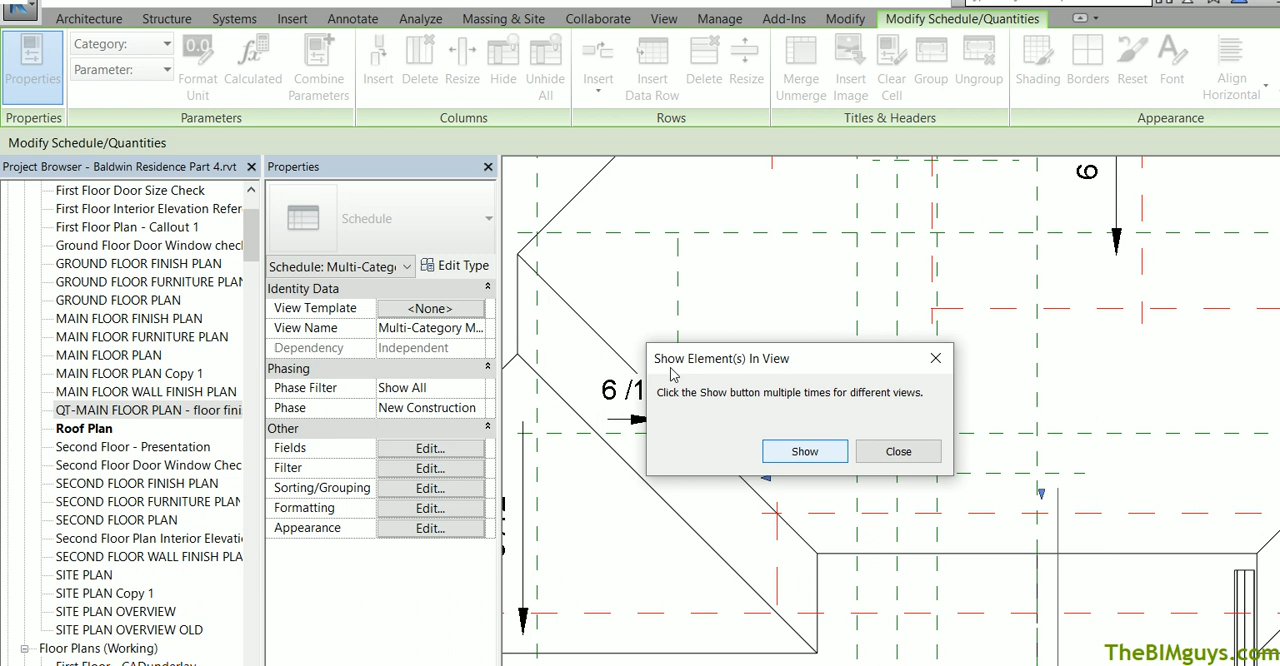 Architecture Structure Systems Insert Annotate Analyze Massing & Site Collaborate View Manage Add-Ins Modify Modify Schedule/Quantities
Category:
Parameter:
Properties
Format Unit
Calculated
Combine Parameters
Insert
Delete
Resize
Hide
Unhide All
Insert
Insert Data Row
Delete
Resize
Merge Unmerge
Insert Image
Clear Cell
Group
Ungroup
Shading
Borders
Reset
Font
Align Horizontal
Properties Parameters Columns Rows Titles & Headers Appearance
Modify Schedule/Quantities
Project Browser - Baldwin Residence Part 4.rvt
First Floor Door Size Check
First Floor Interior Elevation Refer
First Floor Plan - Callout 1
Ground Floor Door Window chec
GROUND FLOOR FINISH PLAN
GROUND FLOOR FURNITURE PLAN
GROUND FLOOR PLAN
MAIN FLOOR FINISH PLAN
MAIN FLOOR FURNITURE PLAN
MAIN FLOOR PLAN
MAIN FLOOR PLAN Copy 1
MAIN FLOOR WALL FINISH PLAN
QT-MAIN FLOOR PLAN - floor fini
Roof Plan
Second Floor - Presentation
Second Floor Door Window Chec
SECOND FLOOR FINISH PLAN
SECOND FLOOR FURNITURE PLAN
SECOND FLOOR PLAN
Second Floor Plan Interior Elevati
SECOND FLOOR WALL FINISH PLA
SITE PLAN
SITE PLAN Copy 1
SITE PLAN OVERVIEW
SITE PLAN OVERVIEW OLD
Floor Plans (Working)
First Floor - CADunderlay
Properties
Schedule
Schedule: Multi-Categ
Edit Type
Identity Data
View Template <None>
View Name Multi-Category M...
Dependency Independent
Phasing
Phase Filter Show All
Phase New Construction
Other
Fields Edit...
Filter Edit...
Sorting/Grouping Edit...
Formatting Edit...
Appearance Edit...
6 /1
Show Element(s) In View
Click the Show button multiple times for different views.
Show
Close
TheBIMguys.com